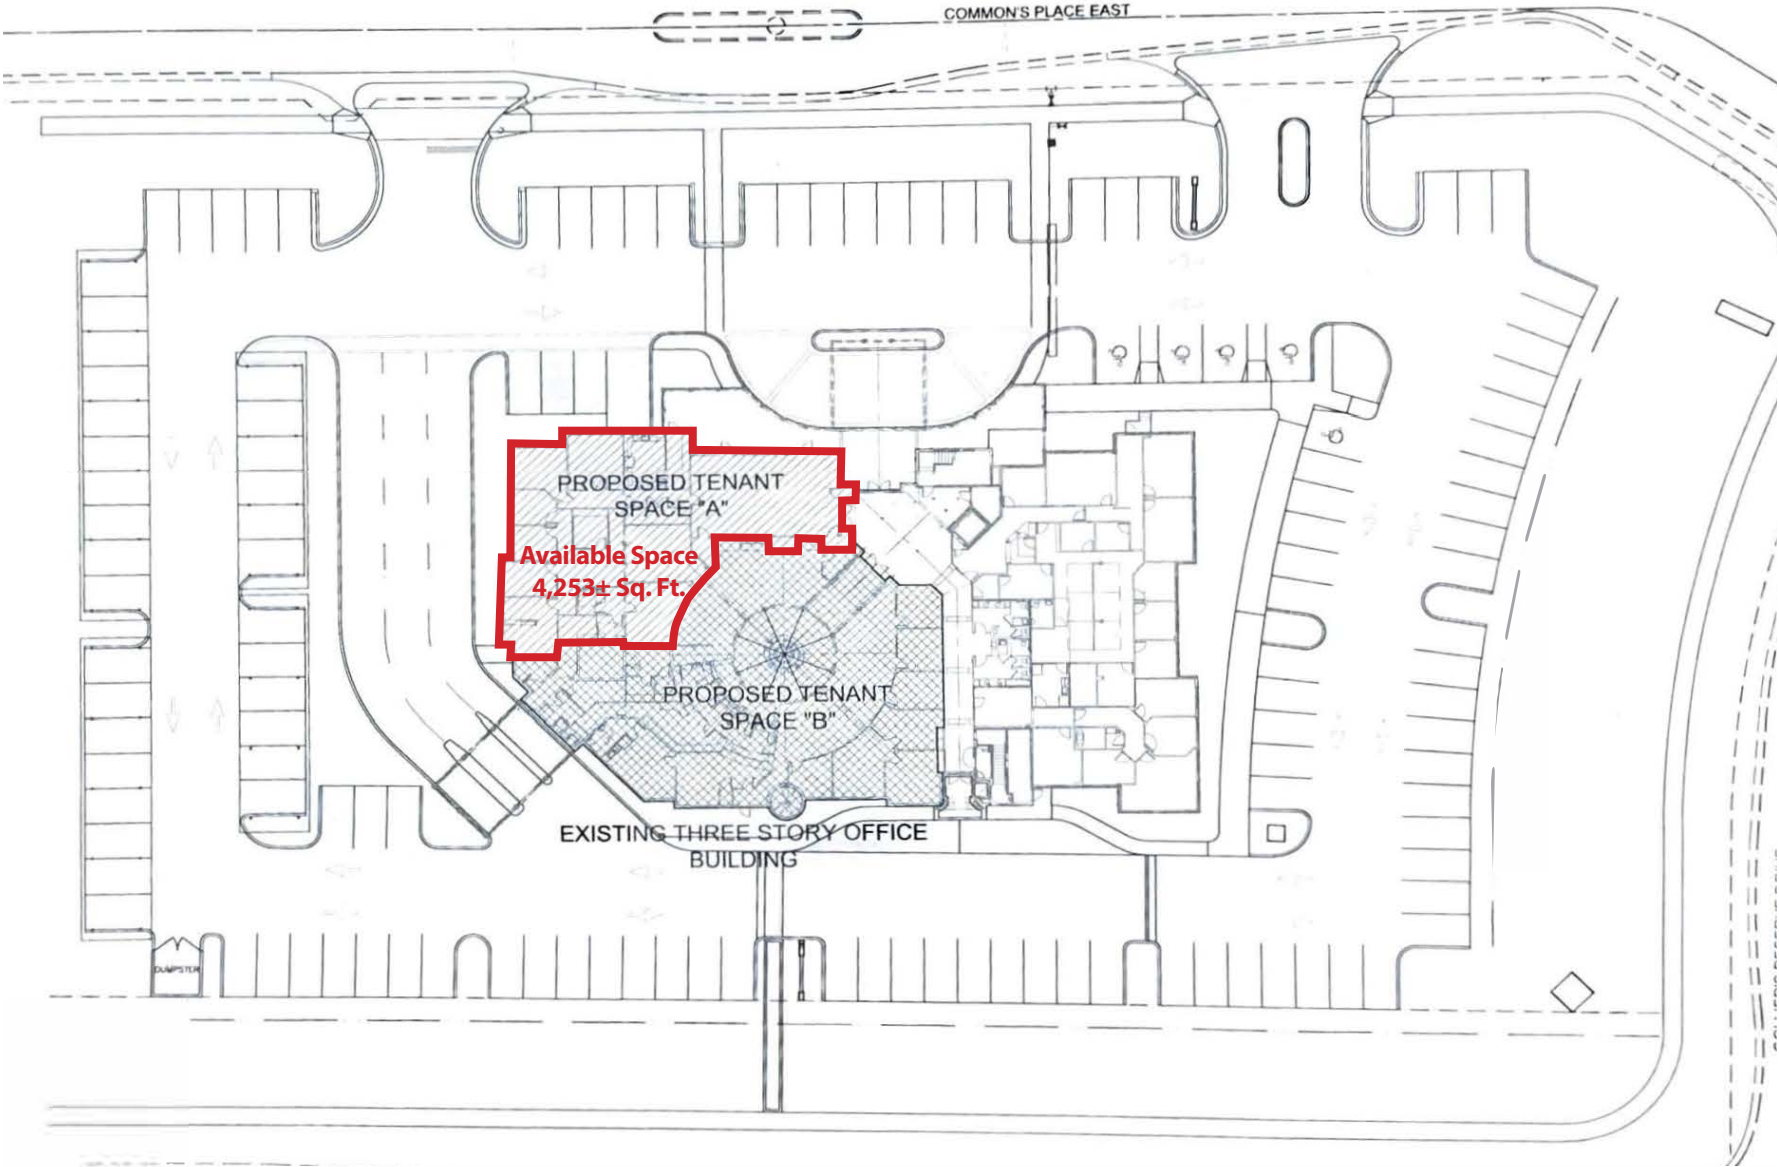 COMMON'S PLACE EAST
PROPOSED TENANT
SPACE "A"
Available Space
4,253± Sq. Ft.
PROPOSED TENANT
SPACE "B"
EXISTING THREE STORY OFFICE
BUILDING
DUMPSTER